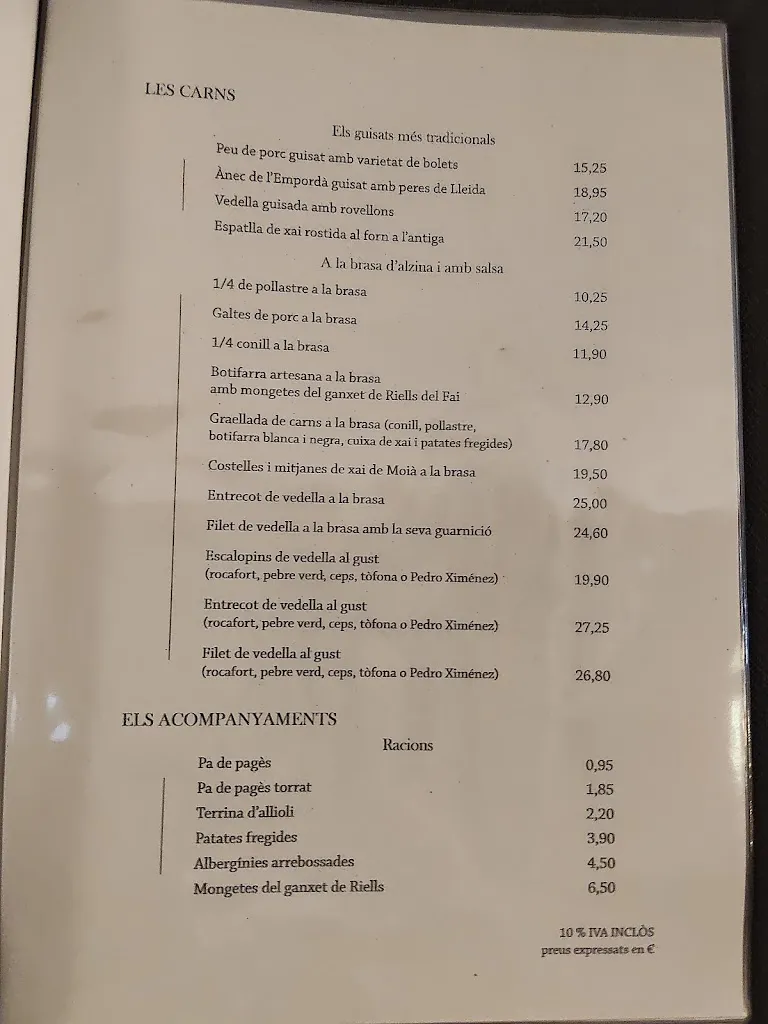 LES CARNS
Els guisats més tradicionals
Peu de porc guisat amb varietat de bolets 15,25
Ànec de l'Empordà guisat amb peres de Lleida 18,95
Vedella guisada amb rovellons 17,20
Espatlla de xai rostida al forn a l'antiga 21,50
A la brasa d'alzina i amb salsa
1/4 de pollastre a la brasa 10,25
Galtes de porc a la brasa 14,25
1/4 conill a la brasa 11,90
Botifarra artesana a la brasa
amb mongetes del ganxet de Riells del Fai 12,90
Graellada de carns a la brasa (conill, pollastre,
botifarra blanca i negra, cuixa de xai i patates fregides) 17,80
Costelles i mitjanes de xai de Moià a la brasa 19,50
Entrecot de vedella a la brasa 25,00
Filet de vedella a la brasa amb la seva guarnició 24,60
Escalopins de vedella al gust
(rocafort, pebre verd, ceps, tòfona o Pedro Ximénez) 19,90
Entrecot de vedella al gust
(rocafort, pebre verd, ceps, tòfona o Pedro Ximénez) 27,25
Filet de vedella al gust
(rocafort, pebre verd, ceps, tòfona o Pedro Ximénez) 26,80
ELS ACOMPANYAMENTS
Racions
Pa de pagès 0,95
Pa de pagès torrat 1,85
Terrina d'allioli 2,20
Patates fregides 3,90
Albergínies arrebossades 4,50
Mongetes del ganxet de Riells 6,50
10 % IVA INCLÒS
preus expressats en €